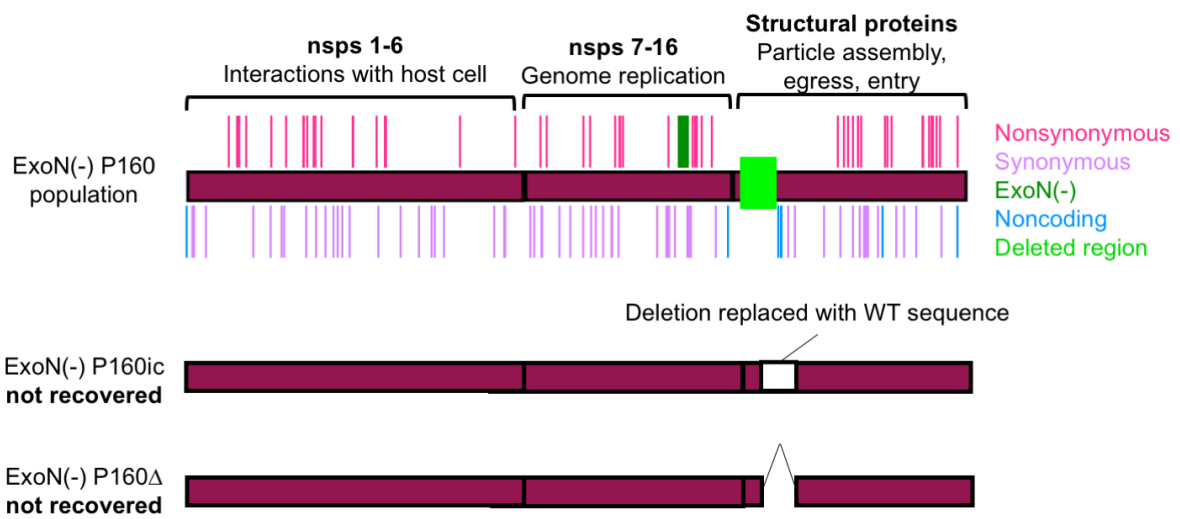 Structural proteins
nsps 1-6
nsps 7-16
Particle assembly,
Interactions with host cell
Genome replication
egress, entry
Nonsynonymous
ExoN(-) P160
Synonymous
population
ExoN(-)
Noncoding
Deleted region
Deletion replaced with WT sequence
ExoN(-) P160ic
not recovered
ExoN(-) P160Δ
not recovered